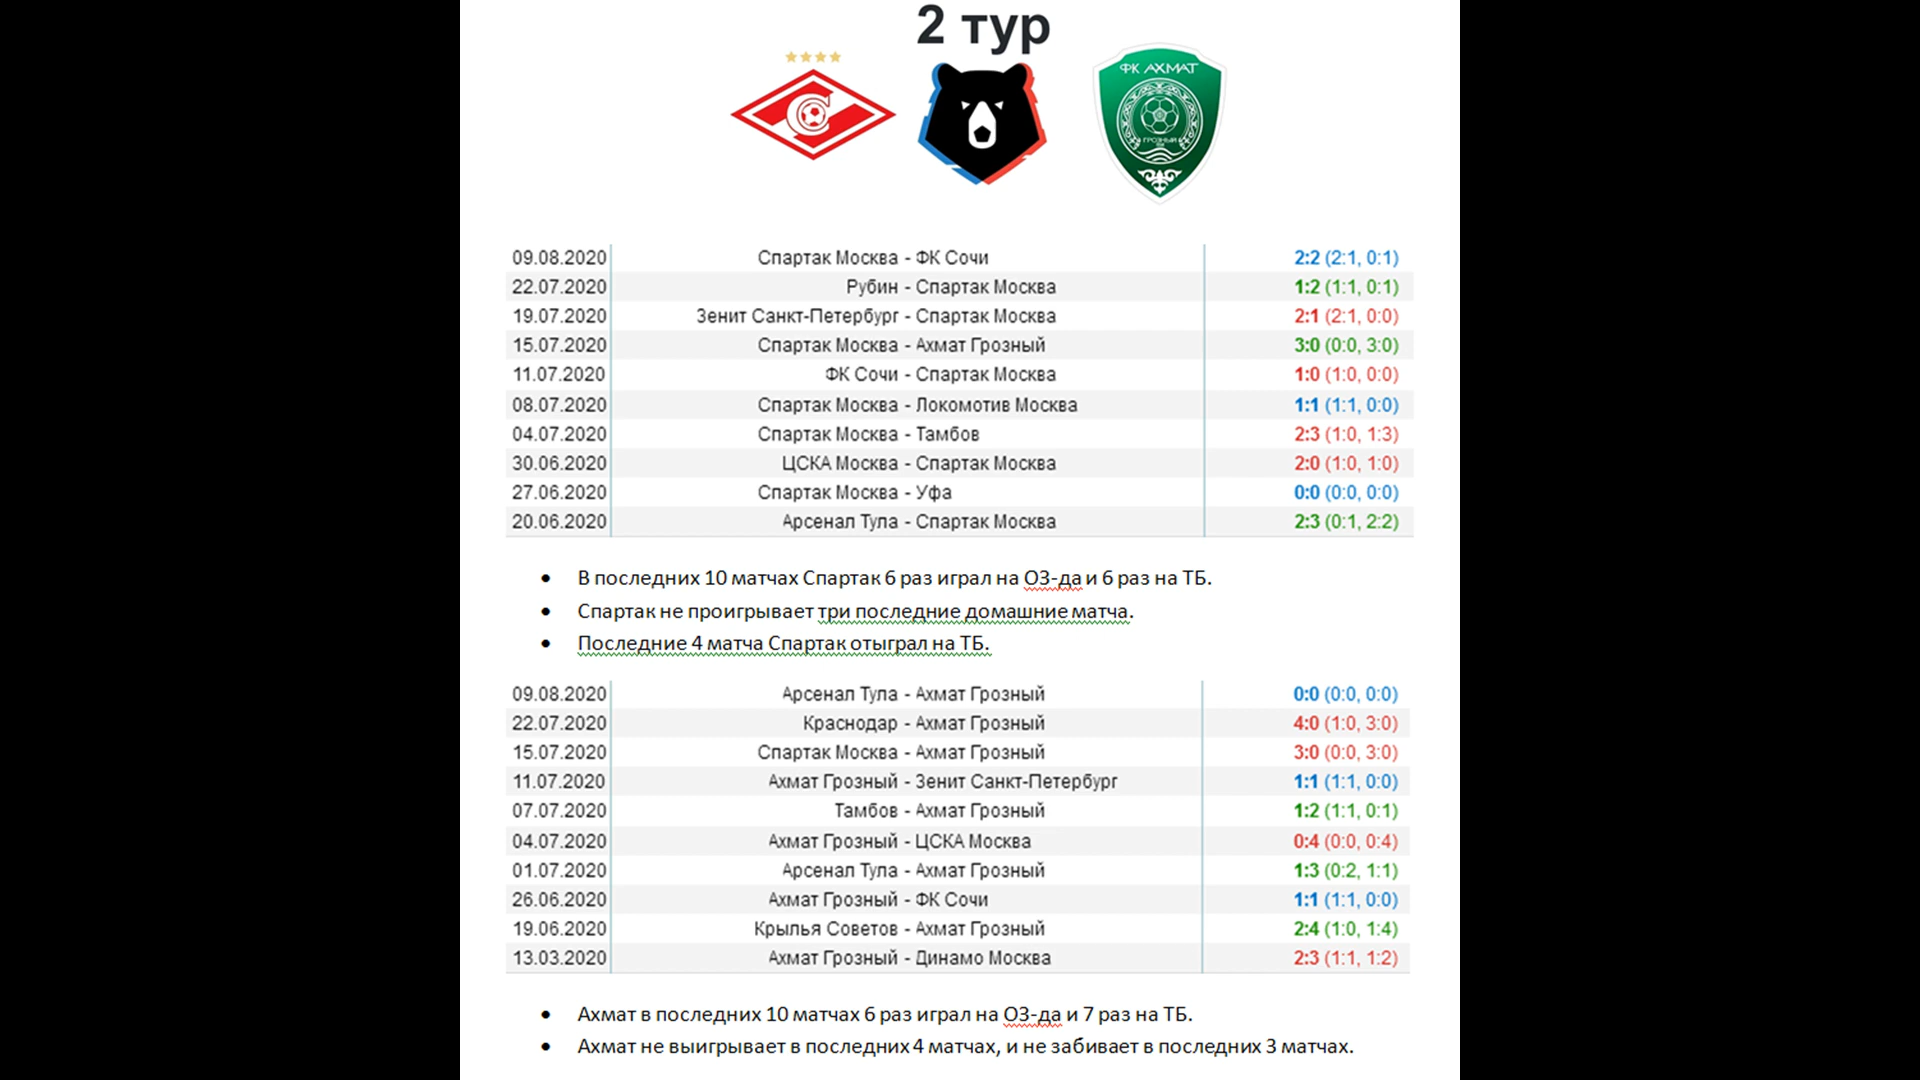 2 тур
ФК АХМАТ
ГРОЗНЫЙ
09.08.2020 Спартак Москва - ФК Сочи 2:2 (2:1, 0:1)
22.07.2020 Рубин - Спартак Москва 1:2 (1:1, 0:1)
19.07.2020 Зенит Санкт-Петербург - Спартак Москва 2:1 (2:1, 0:0)
15.07.2020 Спартак Москва - Ахмат Грозный 3:0 (0:0, 3:0)
11.07.2020 ФК Сочи - Спартак Москва 1:0 (1:0, 0:0)
08.07.2020 Спартак Москва - Локомотив Москва 1:1 (1:1, 0:0)
04.07.2020 Спартак Москва - Тамбов 2:3 (1:0, 1:3)
30.06.2020 ЦСКА Москва - Спартак Москва 2:0 (1:0, 1:0)
27.06.2020 Спартак Москва - Уфа 0:0 (0:0, 0:0)
20.06.2020 Арсенал Тула - Спартак Москва 2:3 (0:1, 2:2)
• В последних 10 матчах Спартак 6 раз играл на ОЗ-да и 6 раз на ТБ.
• Спартак не проигрывает три последние домашние матча.
• Последние 4 матча Спартак отыграл на ТБ.
09.08.2020 Арсенал Тула - Ахмат Грозный 0:0 (0:0, 0:0)
22.07.2020 Краснодар - Ахмат Грозный 4:0 (1:0, 3:0)
15.07.2020 Спартак Москва - Ахмат Грозный 3:0 (0:0, 3:0)
11.07.2020 Ахмат Грозный - Зенит Санкт-Петербург 1:1 (1:1, 0:0)
07.07.2020 Тамбов - Ахмат Грозный 1:2 (1:1, 0:1)
04.07.2020 Ахмат Грозный - ЦСКА Москва 0:4 (0:0, 0:4)
01.07.2020 Арсенал Тула - Ахмат Грозный 1:3 (0:2, 1:1)
26.06.2020 Ахмат Грозный - ФК Сочи 1:1 (1:1, 0:0)
19.06.2020 Крылья Советов - Ахмат Грозный 2:4 (1:0, 1:4)
13.03.2020 Ахмат Грозный - Динамо Москва 2:3 (1:1, 1:2)
• Ахмат в последних 10 матчах 6 раз играл на ОЗ-да и 7 раз на ТБ.
• Ахмат не выигрывает в последних 4 матчах, и не забивает в последних 3 матчах.